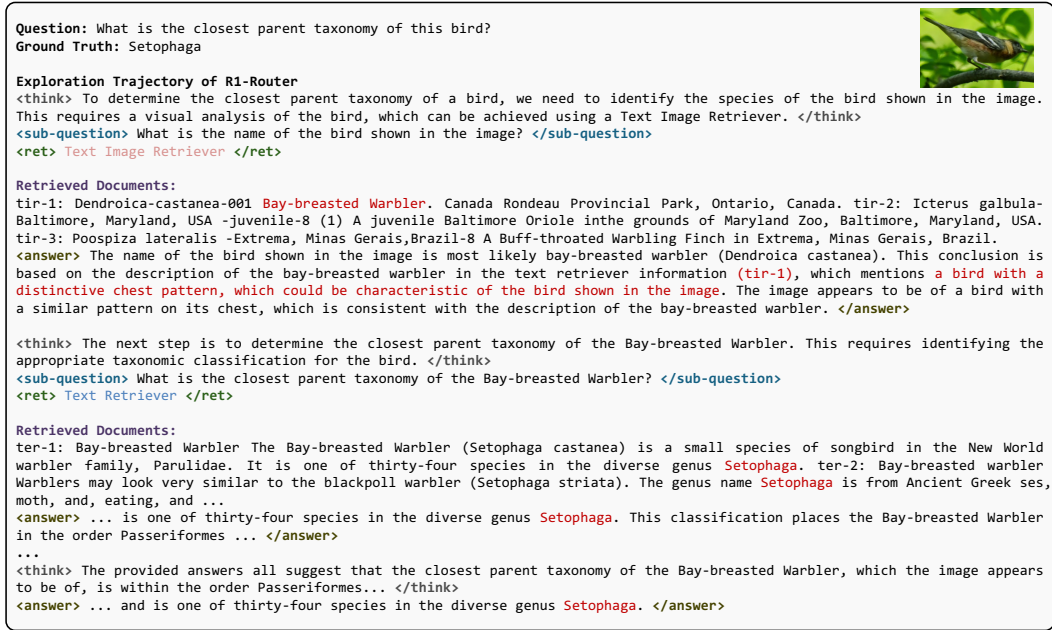 Question: What is the closest parent taxonomy of this bird?
Ground Truth: Setophaga
Exploration Trajectory of R1-Router
<think> To determine the closest parent taxonomy of a bird, we need to identify the species of the bird shown in the image.
This requires a visual analysis of the bird, which can be achieved using a Text Image Retriever. </think>
<sub-question> What is the name of the bird shown in the image? </sub-question>
<ret> Text Image Retriever </ret>
Retrieved Documents:
tir-1: Dendroica-castanea-001 Bay-breasted Warbler. Canada Rondeau Provincial Park, Ontario, Canada. tir-2: Icterus galbula-
Baltimore, Maryland, USA -juvenile-8 (1) A juvenile Baltimore Oriole inthe grounds of Maryland Zoo, Baltimore, Maryland, USA.
tir-3: Poospiza lateralis -Extrema, Minas Gerais,Brazil-8 A Buff-throated Warbling Finch in Extrema, Minas Gerais, Brazil.
<answer> The name of the bird shown in the image is most likely bay-breasted warbler (Dendroica castanea). This conclusion is
based on the description of the bay-breasted warbler in the text retriever information (tir-1), which mentions a bird with a
distinctive chest pattern, which could be characteristic of the bird shown in the image. The image appears to be of a bird with
a similar pattern on its chest, which is consistent with the description of the bay-breasted warbler. </answer>
<think> The next step is to determine the closest parent taxonomy of the Bay-breasted Warbler. This requires identifying the
appropriate taxonomic classification for the bird. </think>
<sub-question> What is the closest parent taxonomy of the Bay-breasted Warbler? </sub-question>
<ret> Text Retriever </ret>
Retrieved Documents:
ter-1: Bay-breasted Warbler The Bay-breasted Warbler (Setophaga castanea) is a small species of songbird in the New World
warbler family, Parulidae. It is one of thirty-four species in the diverse genus Setophaga. ter-2: Bay-breasted warbler
Warblers may look very similar to the blackpoll warbler (Setophaga striata). The genus name Setophaga is from Ancient Greek ses,
moth, and, eating, and ...
<answer> ... is one of thirty-four species in the diverse genus Setophaga. This classification places the Bay-breasted Warbler
in the order Passeriformes ... </answer>
...
<think> The provided answers all suggest that the closest parent taxonomy of the Bay-breasted Warbler, which the image appears
to be of, is within the order Passeriformes... </think>
<answer> ... and is one of thirty-four species in the diverse genus Setophaga. </answer>